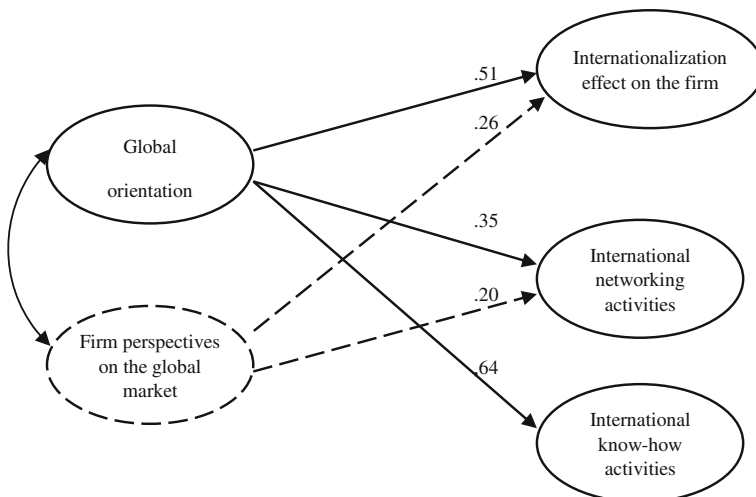 Internationalization
effect on the firm
.51
.26
Global
orientation
.35
International
networking
activities
.20
Firm perspectives
on the global
market
.64
International
know-how
activities